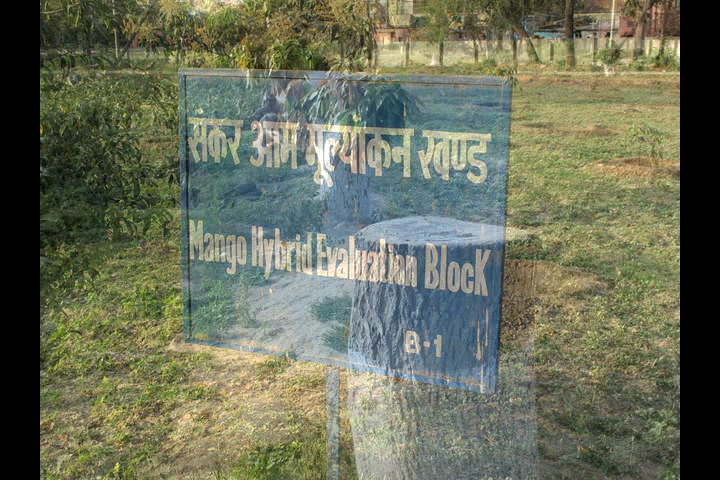 संकर आम मूल्यांकन खण्ड
Mango Hybrid Evaluation Block
B-1